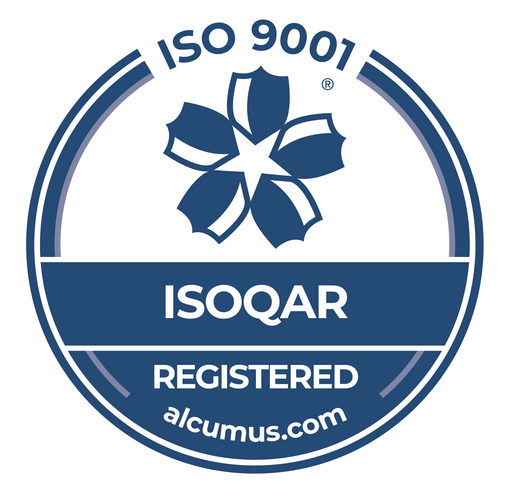 ISO 9001
®
ISOQAR
REGISTERED
alcumus.com